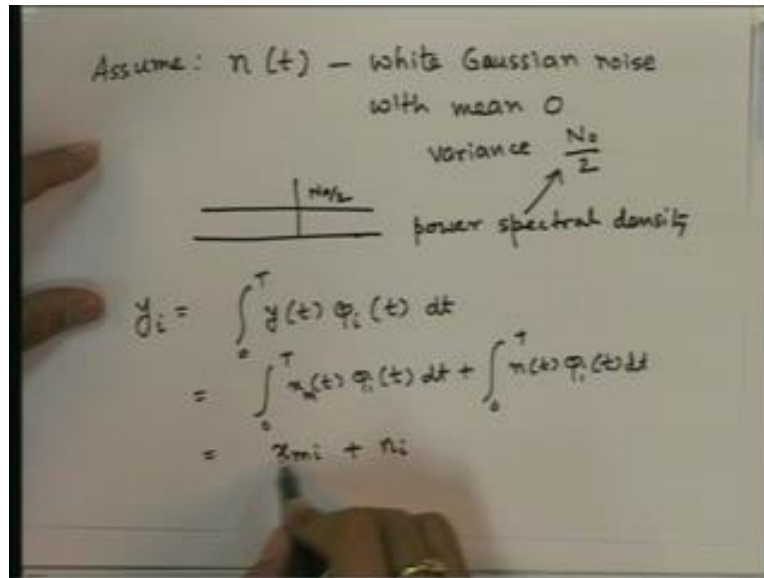 Assume: n(t) – white Gaussian noise
with mean 0
variance N₀/2
N₀/2
power spectral density
yᵢ = ∫₀ᵀ y(t) φᵢ(t) dt
= ∫₀ᵀ xₘ(t) φᵢ(t) dt + ∫₀ᵀ n(t) φᵢ(t) dt
= xₘᵢ + nᵢ